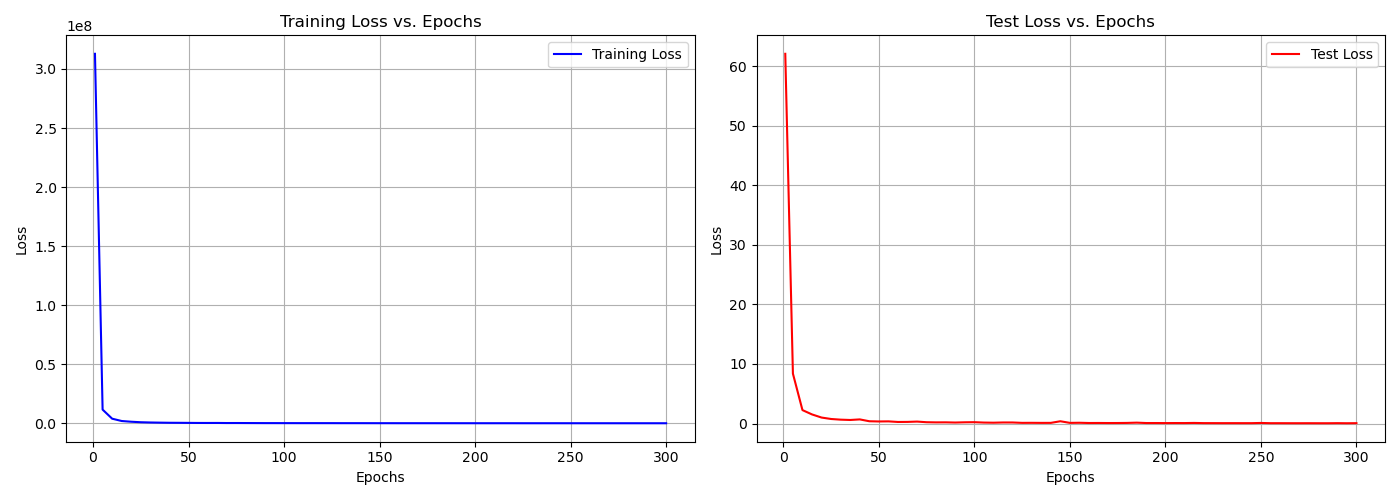 Training Loss vs. Epochs
1e8
Training Loss
3.0
2.5
2.0
1.5
1.0
0.5
0.0
Loss
0 50 100 150 200 250 300
Epochs
Test Loss vs. Epochs
Test Loss
60
50
40
30
20
10
0
Loss
0 50 100 150 200 250 300
Epochs